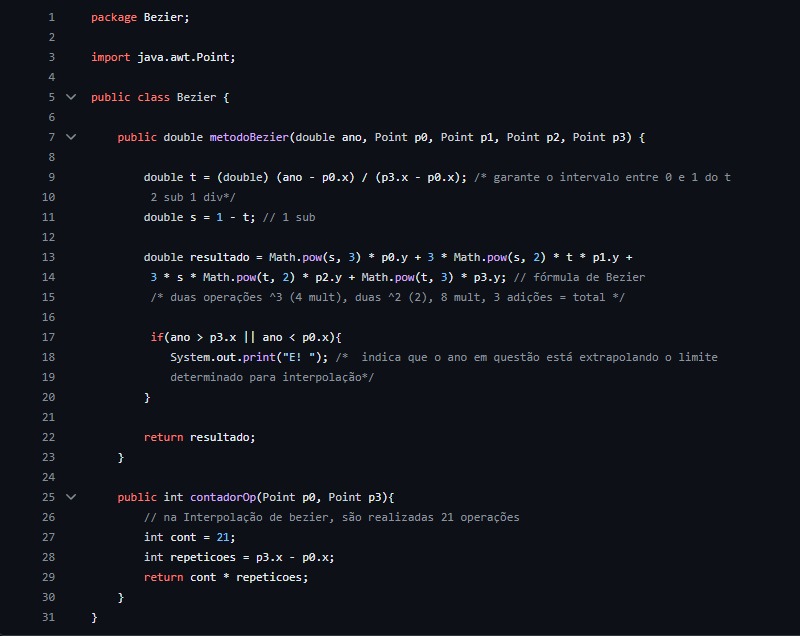 1 package Bezier;
2
3 import java.awt.Point;
4
5 public class Bezier {
6
7 public double metodoBezier(double ano, Point p0, Point p1, Point p2, Point p3) {
8
9 double t = (double) (ano - p0.x) / (p3.x - p0.x); /* garante o intervalo entre 0 e 1 do t
10 2 sub 1 div*/
11 double s = 1 - t; // 1 sub
12
13 double resultado = Math.pow(s, 3) * p0.y + 3 * Math.pow(s, 2) * t * p1.y +
14 3 * s * Math.pow(t, 2) * p2.y + Math.pow(t, 3) * p3.y; // fórmula de Bezier
15 /* duas operações ^3 (4 mult), duas ^2 (2), 8 mult, 3 adições = total */
16
17 if(ano > p3.x || ano < p0.x){
18 System.out.print("E! "); /*  indica que o ano em questão está extrapolando o limite
19 determinado para interpolação*/
20 }
21
22 return resultado;
23 }
24
25 public int contadorOp(Point p0, Point p3){
26 // na Interpolação de bezier, são realizadas 21 operações
27 int cont = 21;
28 int repeticoes = p3.x - p0.x;
29 return cont * repeticoes;
30 }
31 }